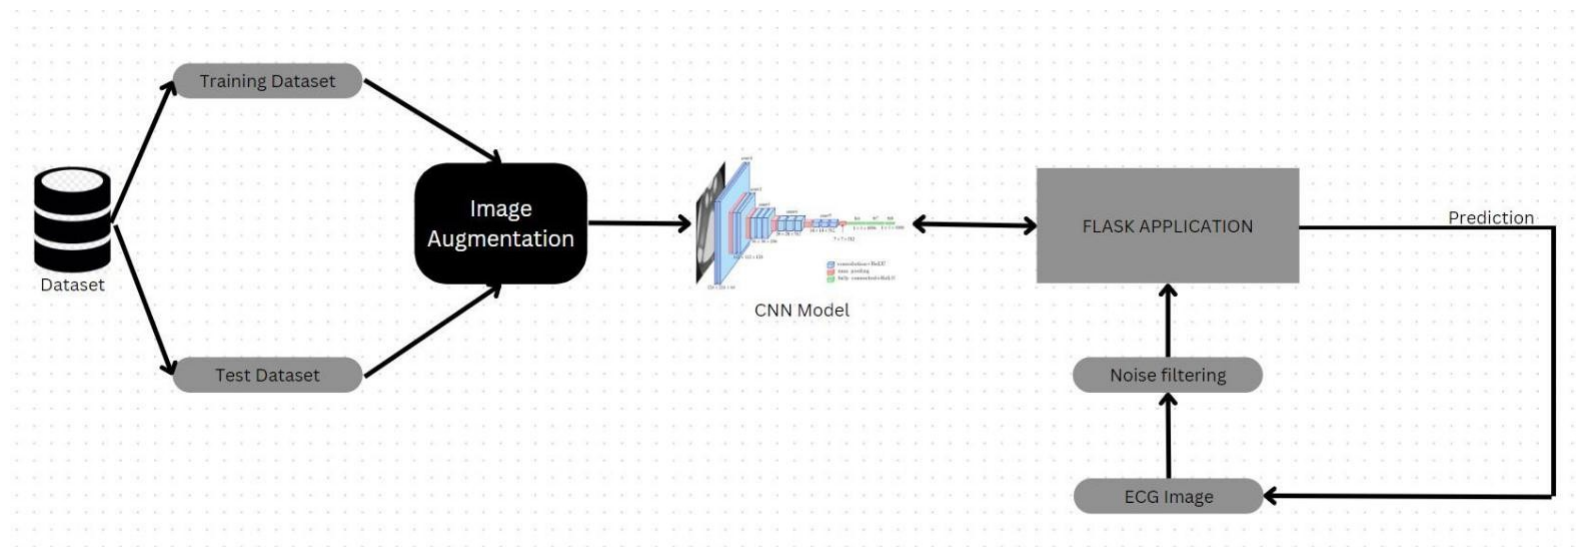 Training Dataset
Image
Augmentation
Dataset
Test Dataset
CNN Model
FLASK APPLICATION
Prediction
Noise filtering
ECG Image